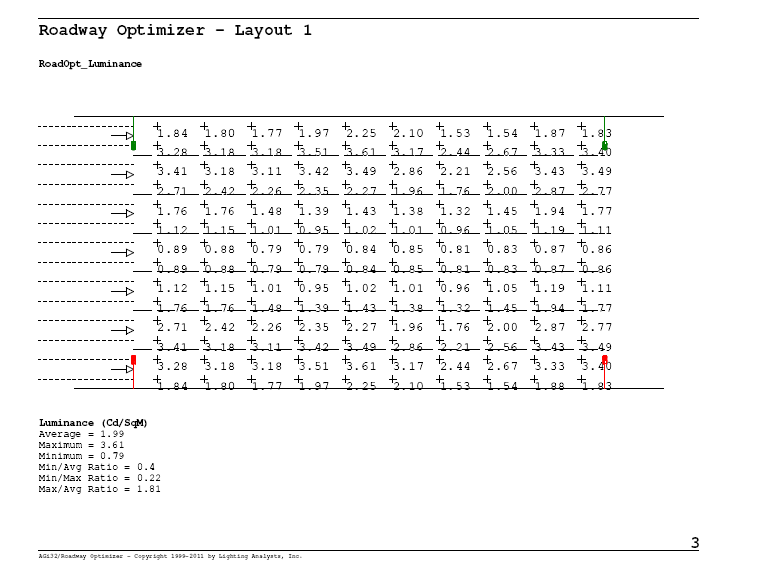 Roadway Optimizer - Layout 1
RoadOpt_Luminance
1.84 1.80 1.77 1.97 2.25 2.10 1.53 1.54 1.87 1.83
3.28 3.18 3.18 3.51 3.61 3.17 2.44 2.67 3.33 3.40
3.41 3.18 3.11 3.42 3.49 2.86 2.21 2.56 3.43 3.49
2.71 2.42 2.26 2.35 2.27 1.96 1.76 2.00 2.87 2.77
1.76 1.76 1.48 1.39 1.43 1.38 1.32 1.45 1.94 1.77
1.12 1.15 1.01 0.95 1.02 1.01 0.96 1.05 1.19 1.11
0.89 0.88 0.79 0.79 0.84 0.85 0.81 0.83 0.87 0.86
0.89 0.88 0.79 0.79 0.84 0.85 0.81 0.83 0.87 0.86
1.12 1.15 1.01 0.95 1.02 1.01 0.96 1.05 1.19 1.11
1.76 1.76 1.48 1.39 1.43 1.38 1.32 1.45 1.94 1.77
2.71 2.42 2.26 2.35 2.27 1.96 1.76 2.00 2.87 2.77
3.41 3.18 3.11 3.42 3.49 2.86 2.21 2.56 3.43 3.49
3.28 3.18 3.18 3.51 3.61 3.17 2.44 2.67 3.33 3.40
1.84 1.80 1.77 1.97 2.25 2.10 1.53 1.54 1.88 1.83
Luminance (Cd/SqM)
Average = 1.99
Maximum = 3.61
Minimum = 0.79
Min/Avg Ratio = 0.4
Min/Max Ratio = 0.22
Max/Avg Ratio = 1.81
3
AGi32/Roadway Optimizer - Copyright 1999-2011 by Lighting Analysts, Inc.